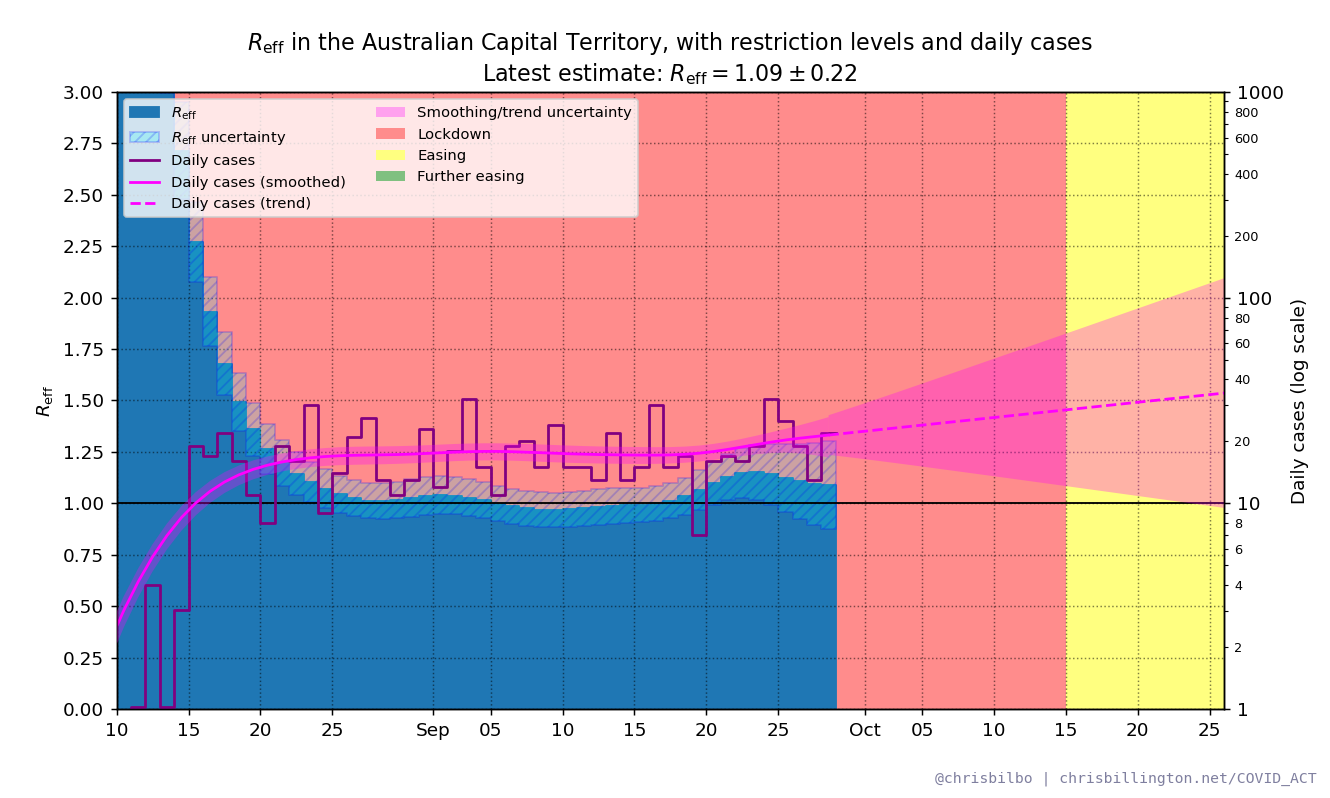 Reff in the Australian Capital Territory, with restriction levels and daily cases
Latest estimate: Reff = 1.09 ± 0.22
Reff
Reff uncertainty
Daily cases
Daily cases (smoothed)
Daily cases (trend)
Smoothing/trend uncertainty
Lockdown
Easing
Further easing
Reff
3.00
2.75
2.50
2.25
2.00
1.75
1.50
1.25
1.00
0.75
0.50
0.25
0.00
10 15 20 25 Sep 05 10 15 20 25 Oct 05 10 15 20 25
1000
800
600
400
200
100
80
60
40
20
10
8
6
4
2
1
Daily cases (log scale)
@chrisbilbo | chrisbillington.net/COVID_ACT